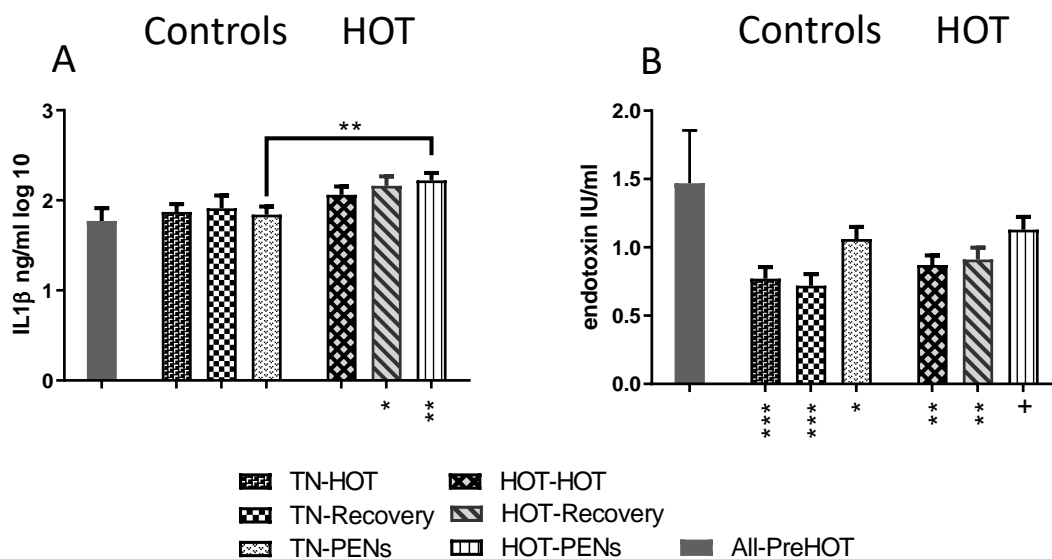 Controls HOT
A
IL1β ng/ml log 10
3
2
1
0
**
*
**
Controls HOT
B
endotoxin IU/ml
2.0
1.5
1.0
0.5
0.0
***
***
*
**
**
+
TN-HOT HOT-HOT
TN-Recovery HOT-Recovery
TN-PENs HOT-PENs All-PreHOT